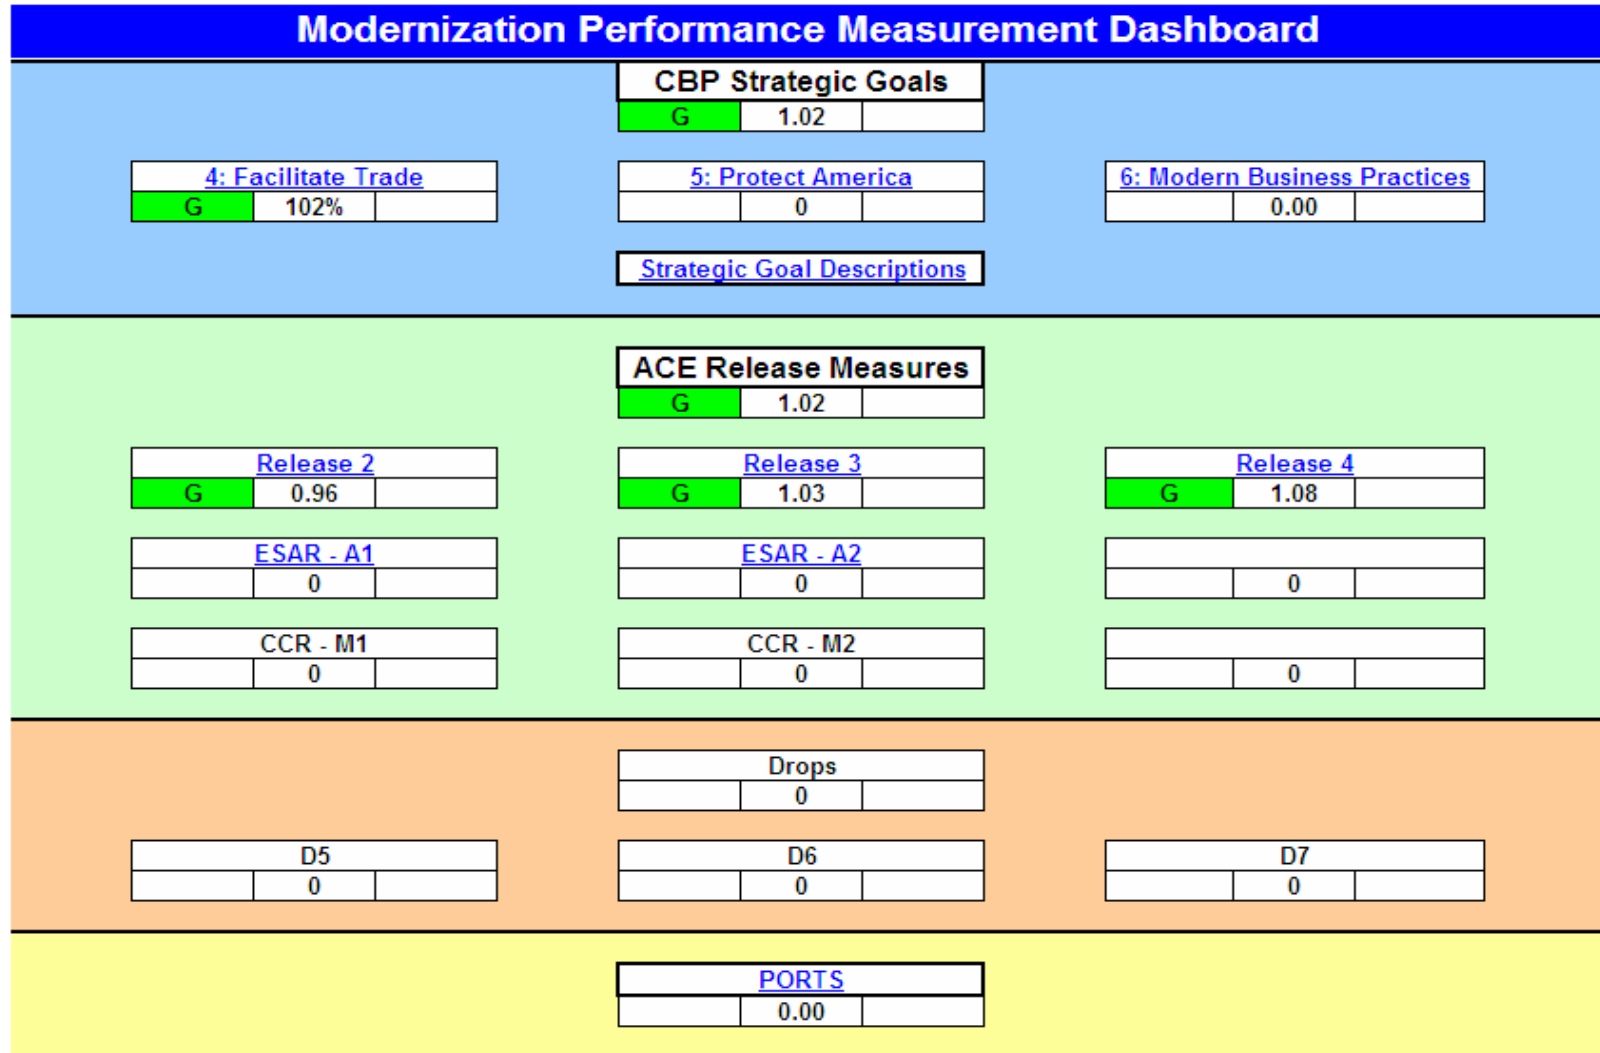 Modernization Performance Measurement Dashboard
CBP Strategic Goals
G 1.02
4: Facilitate Trade 5: Protect America 6: Modern Business Practices
G 102% 0 0.00
Strategic Goal Descriptions
ACE Release Measures
G 1.02
Release 2 Release 3 Release 4
G 0.96 G 1.03 G 1.08
ESAR - A1 ESAR - A2
0 0 0
CCR - M1 CCR - M2
0 0 0
Drops
0
D5 D6 D7
0 0 0
PORTS
0.00